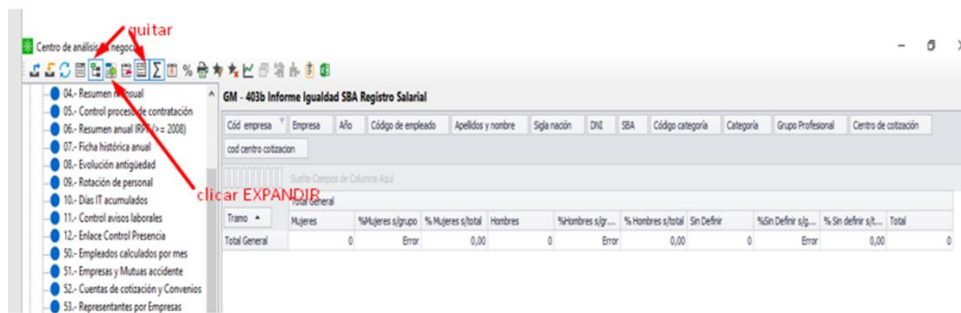 quitar
Centro de análisis de negocio
04.- Resumen mensual
05.- Control proceso de contratación
06.- Resumen anual IRPF (>= 2008)
07.- Ficha histórica anual
08.- Evolución antigüedad
09.- Rotación de personal
10.- Días IT acumulados
11.- Control avisos laborales
12.- Enlace Control Presencia
50.- Empleados calculados por mes
51.- Empresas y Mutuas accidente
52.- Cuentas de cotización y Convenios
53.- Representantes por Empresas
clicar EXPANDIR
GM - 403b Informe Igualdad SBA Registro Salarial
Cód empresa Empresa Año Código de empleado Apellidos y nombre Sigla nación DNI SBA Código categoría Categoría Grupo Profesional Centro de cotización
cod centro cotizacion
Suelte Campos de Columna Aquí
Total General
Tramo Mujeres %Mujeres s/grupo % Mujeres s/total Hombres %Hombres s/gr... % Hombres s/total Sin Definir %Sin Definir s/g... % Sin definir s/t... Total
Total General 0 Error 0,00 0 Error 0,00 0 Error 0,00 0